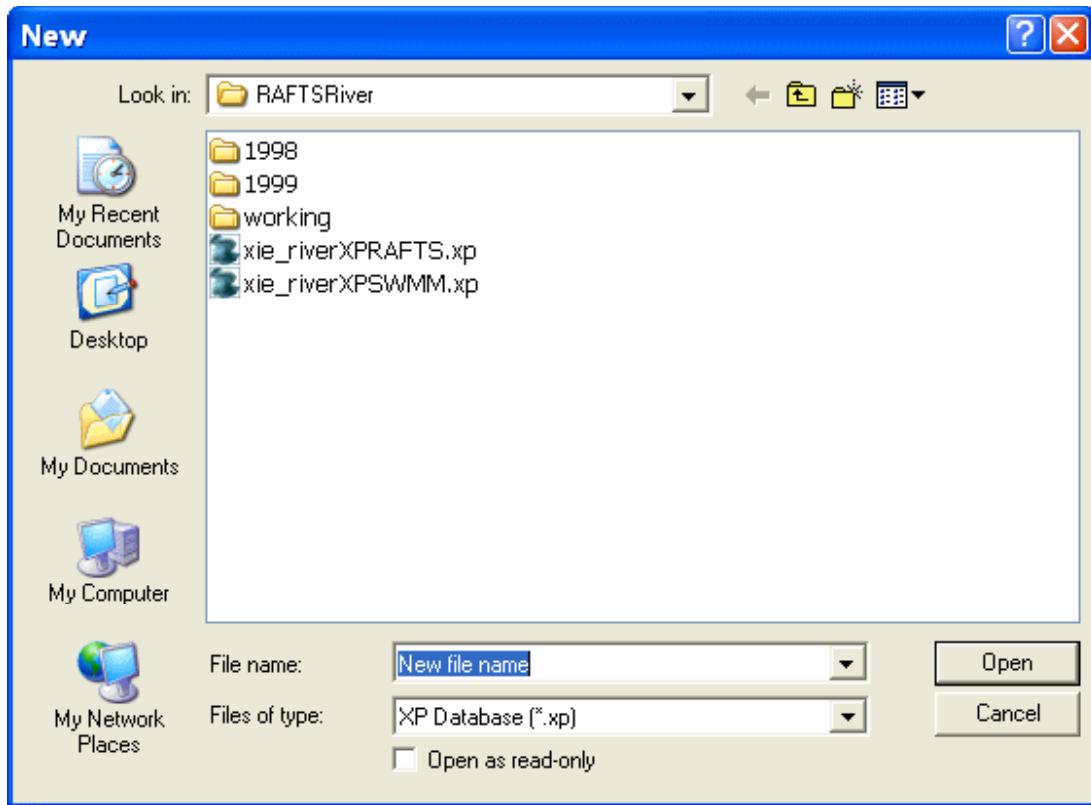 New
Look in: RAFTSRiver
1998
1999
working
xie_riverXPRAFTS.xp
xie_riverXPSWMM.xp
My Recent
Documents
Desktop
My Documents
My Computer
My Network
Places
File name: New file name Open
Files of type: XP Database (*.xp) Cancel
Open as read-only